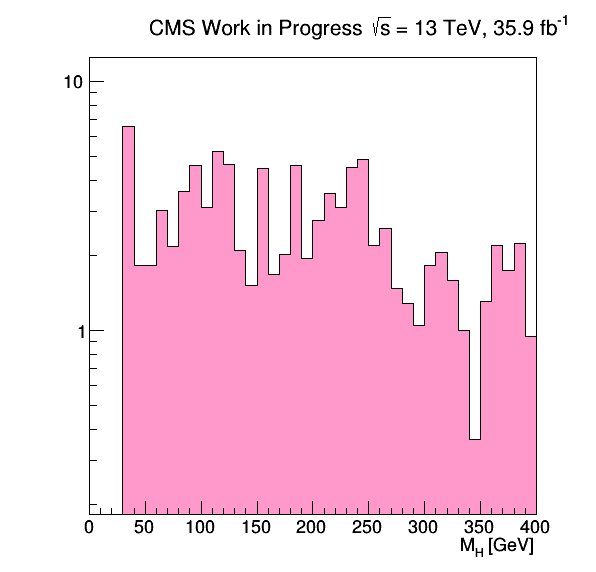 CMS Work in Progress √s = 13 TeV, 35.9 fb⁻¹
10
1
0 50 100 150 200 250 300 350 400
M_H [GeV]